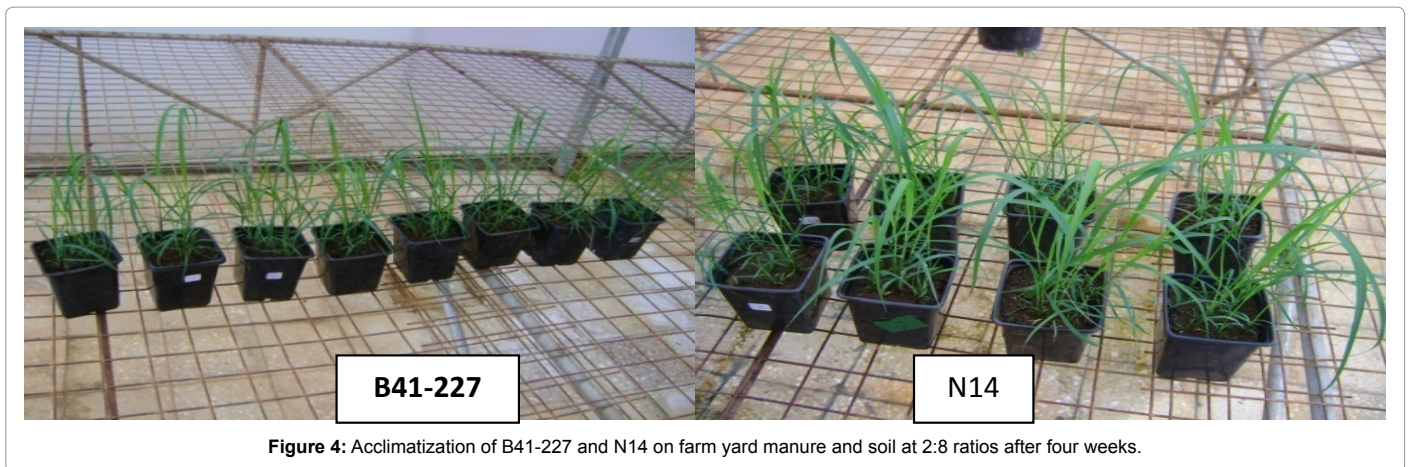 B41-227
N14
Figure 4: Acclimatization of B41-227 and N14 on farm yard manure and soil at 2:8 ratios after four weeks.